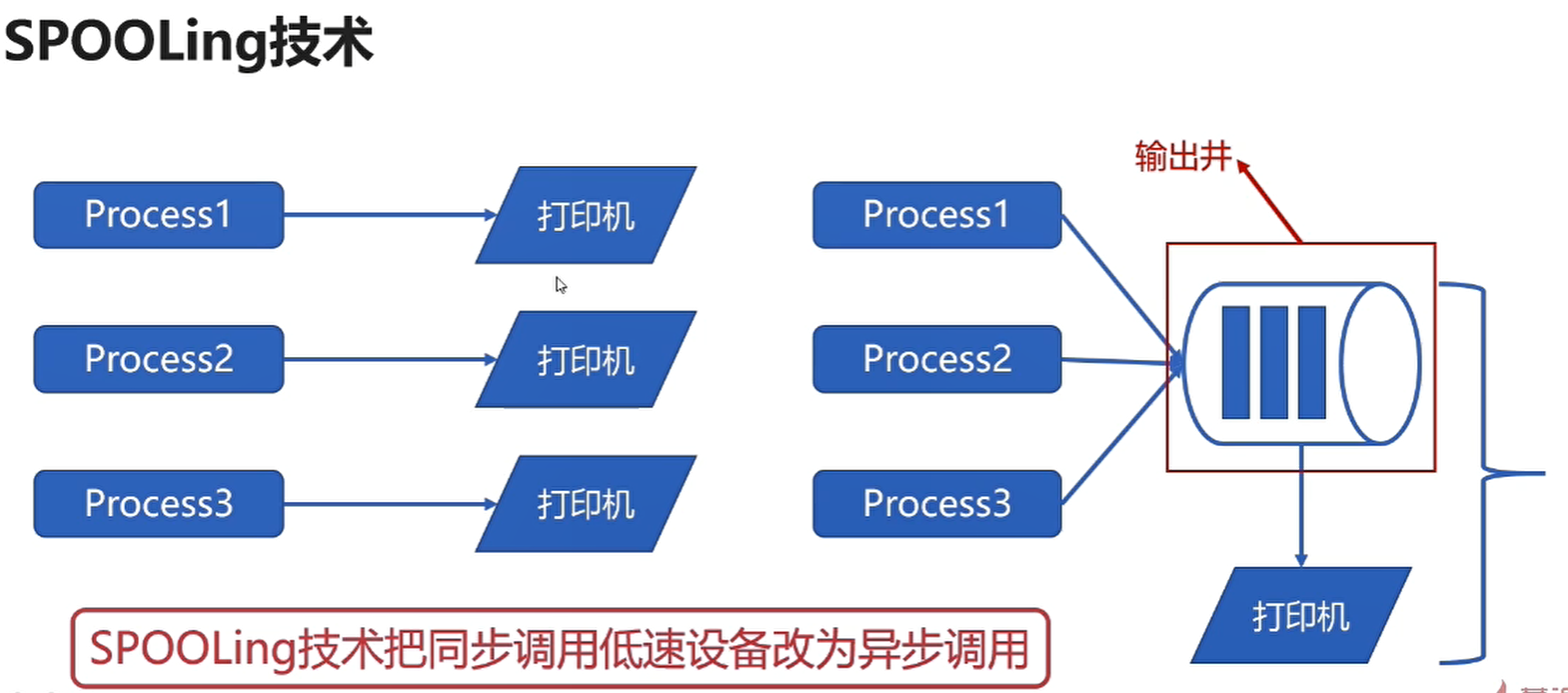 SPOOLing技术
输出井
Process1
打印机
Process1
Process2
打印机
Process2
Process3
打印机
Process3
打印机
SPOOLing技术把同步调用低速设备改为异步调用